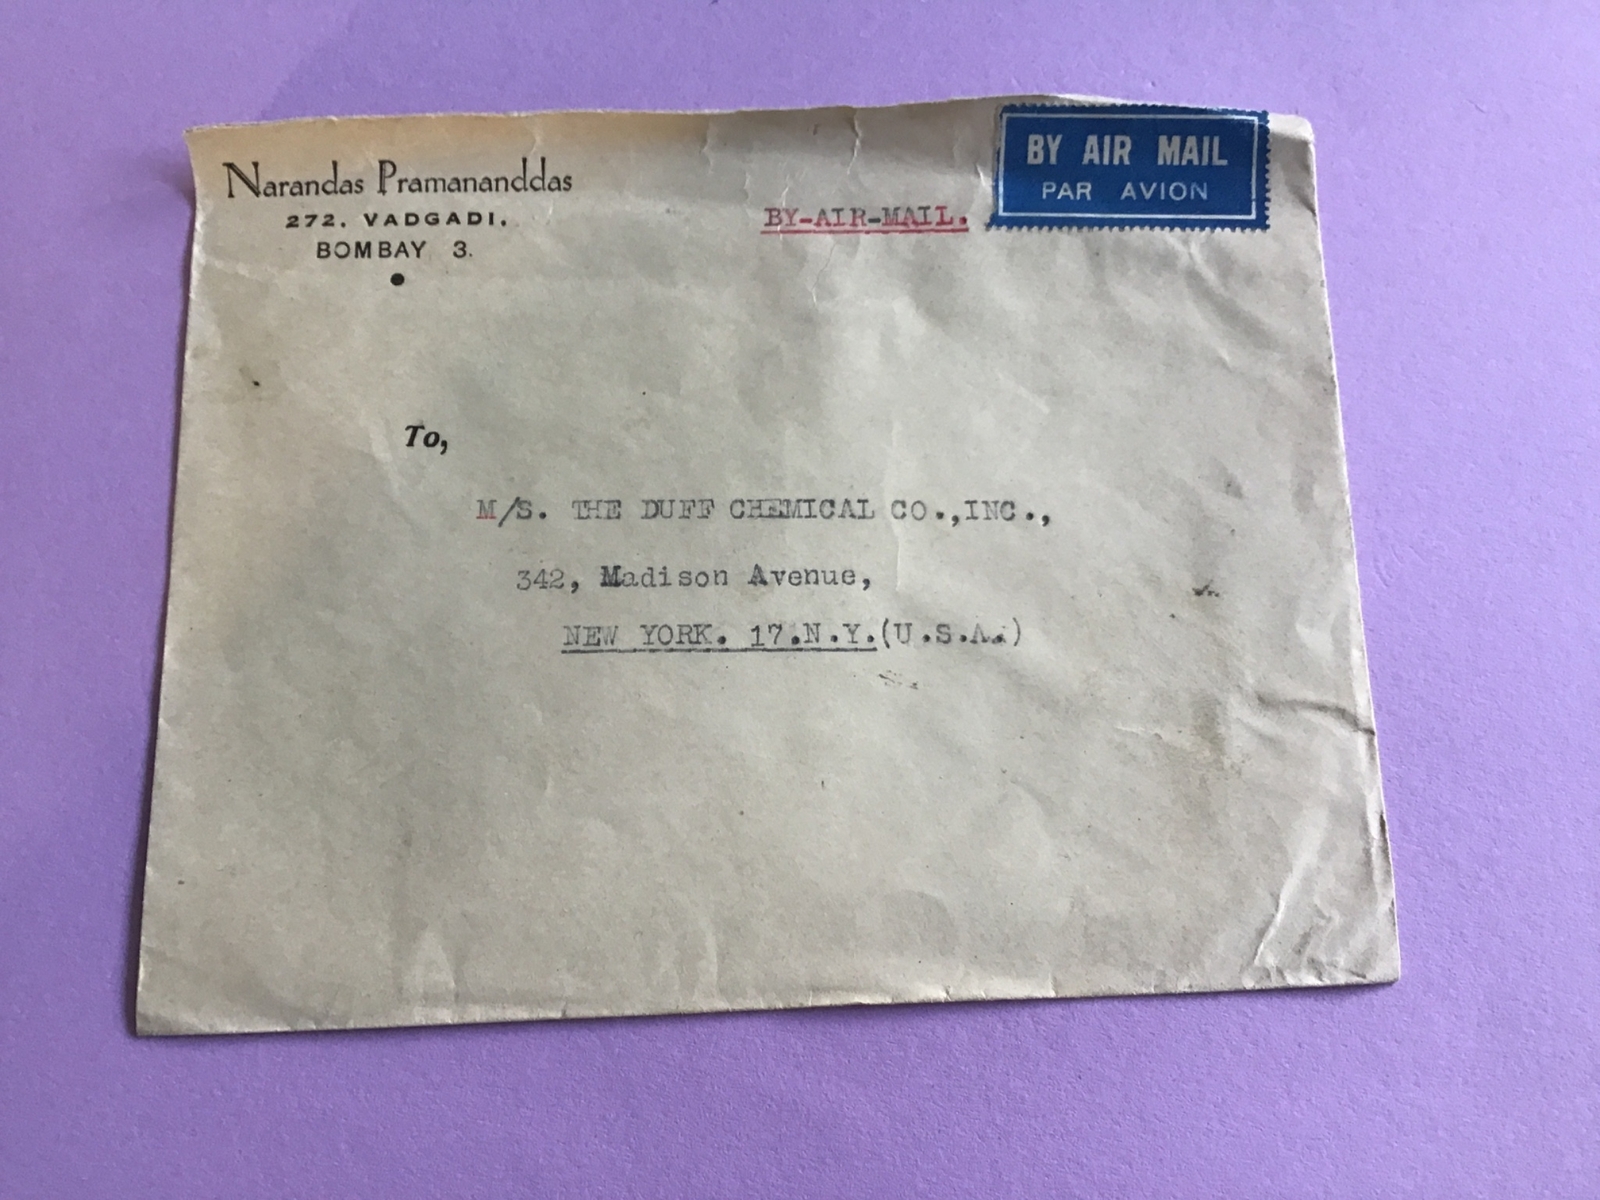 Narandas Pramananddas
272, VADGADI,
BOMBAY 3.
BY-AIR-MAIL.
BY AIR MAIL
PAR AVION
To,
M/S. THE DUFF CHEMICAL CO.,INC.,
342, Madison Avenue,
NEW YORK. 17.N.Y.(U.S.A.)